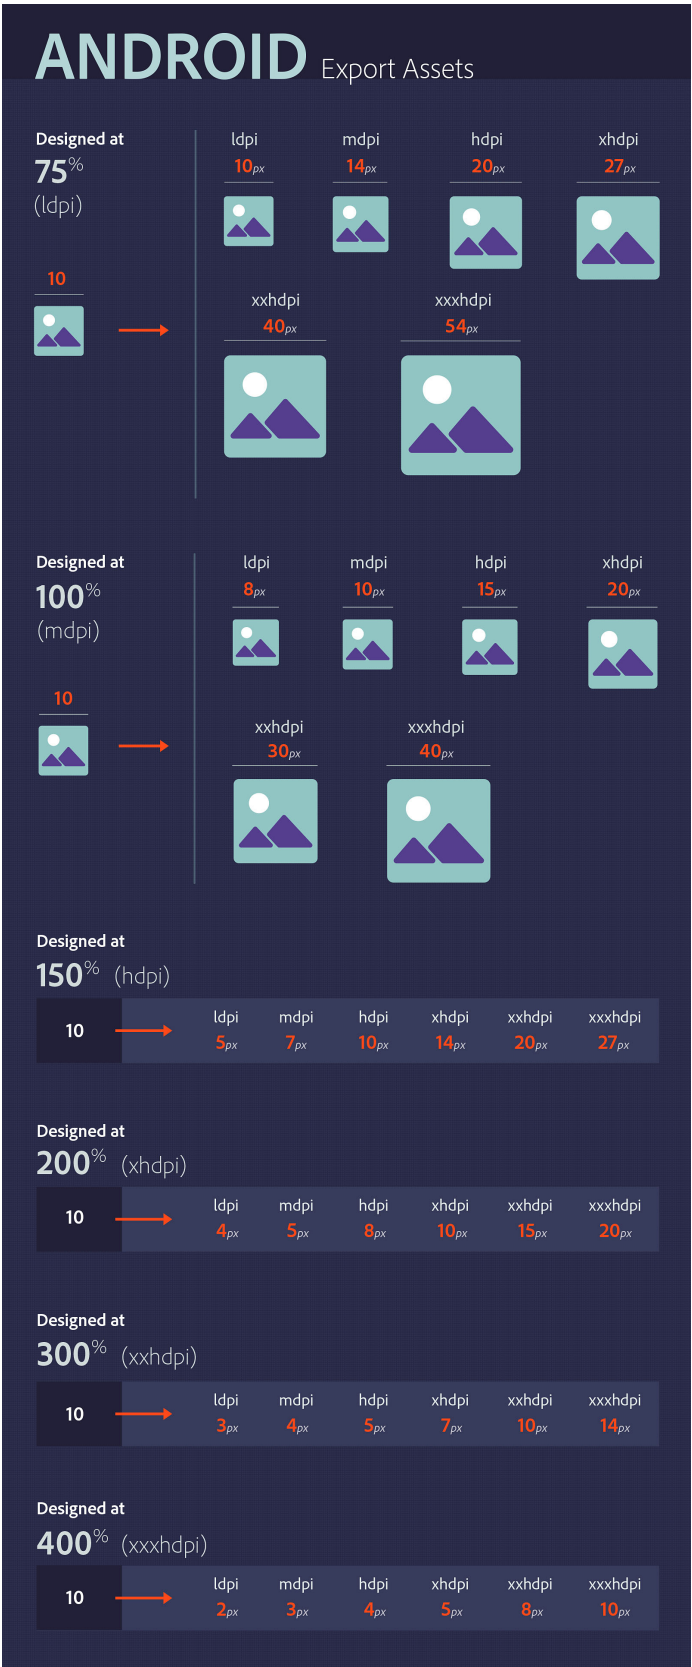 ANDROID Export Assets
Designed at
75%
(ldpi)
10
ldpi mdpi hdpi xhdpi
10px 14px 20px 27px
xxhdpi xxxhdpi
40px 54px
Designed at
100%
(mdpi)
10
ldpi mdpi hdpi xhdpi
8px 10px 15px 20px
xxhdpi xxxhdpi
30px 40px
Designed at
150% (hdpi)
10
ldpi mdpi hdpi xhdpi xxhdpi xxxhdpi
5px 7px 10px 14px 20px 27px
Designed at
200% (xhdpi)
10
ldpi mdpi hdpi xhdpi xxhdpi xxxhdpi
4px 5px 8px 10px 15px 20px
Designed at
300% (xxhdpi)
10
ldpi mdpi hdpi xhdpi xxhdpi xxxhdpi
3px 4px 5px 7px 10px 14px
Designed at
400% (xxxhdpi)
10
ldpi mdpi hdpi xhdpi xxhdpi xxxhdpi
2px 3px 4px 5px 8px 10px